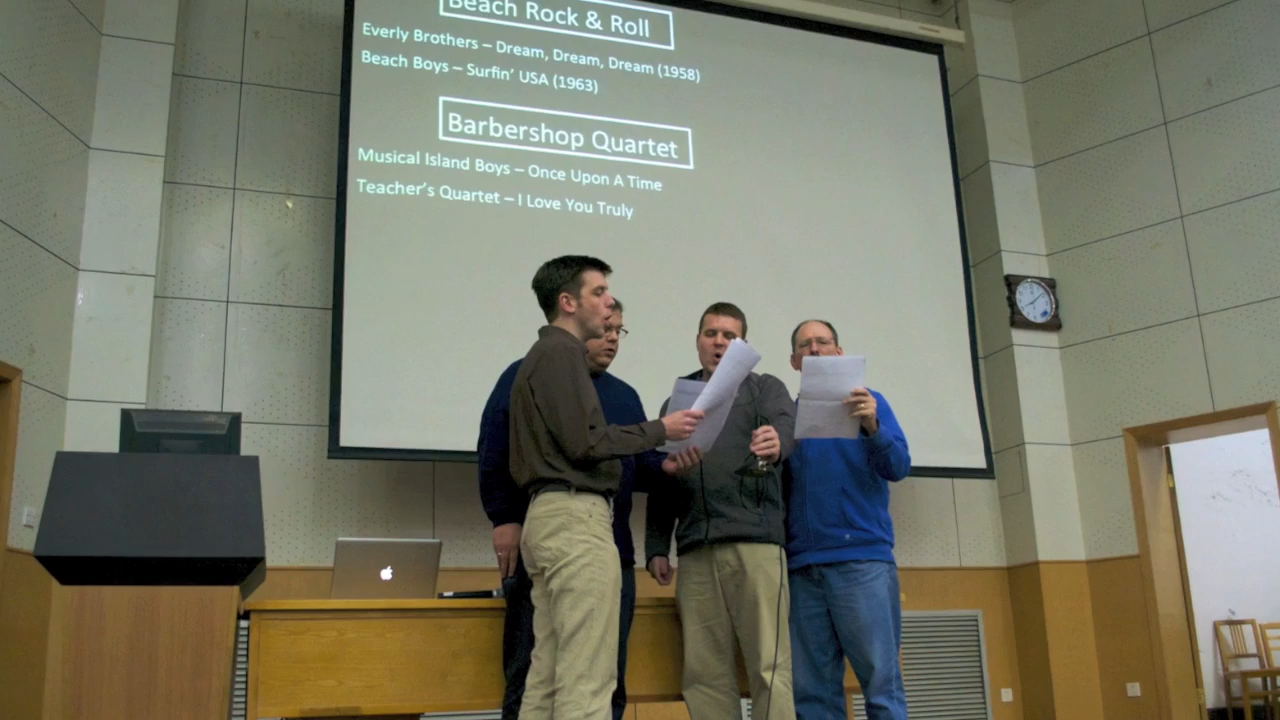 Beach Rock & Roll
Everly Brothers – Dream, Dream, Dream (1958)
Beach Boys – Surfin’ USA (1963)
Barbershop Quartet
Musical Island Boys – Once Upon A Time
Teacher’s Quartet – I Love You Truly